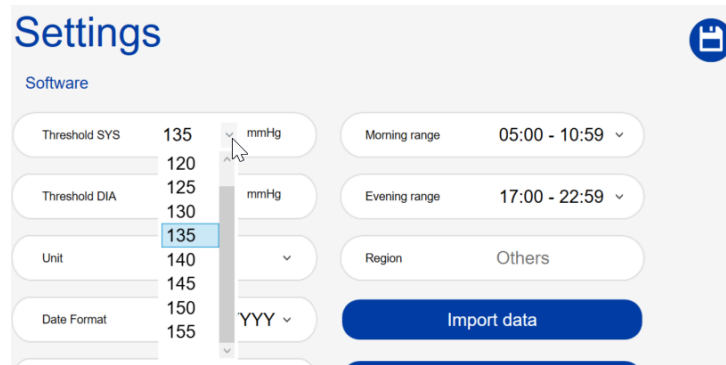 Settings
Software
Threshold SYS 135 mmHg
Morning range 05:00 - 10:59
120
125
130
135
140
145
150
155
Threshold DIA mmHg
Evening range 17:00 - 22:59
Unit
Region Others
Date Format YYY
Import data